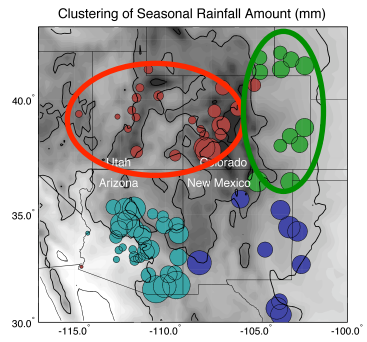 Clustering of Seasonal Rainfall Amount (mm)
40.0°
Utah Colorado
Arizona New Mexico
35.0°
30.0°
-115.0° -110.0° -105.0° -100.0°